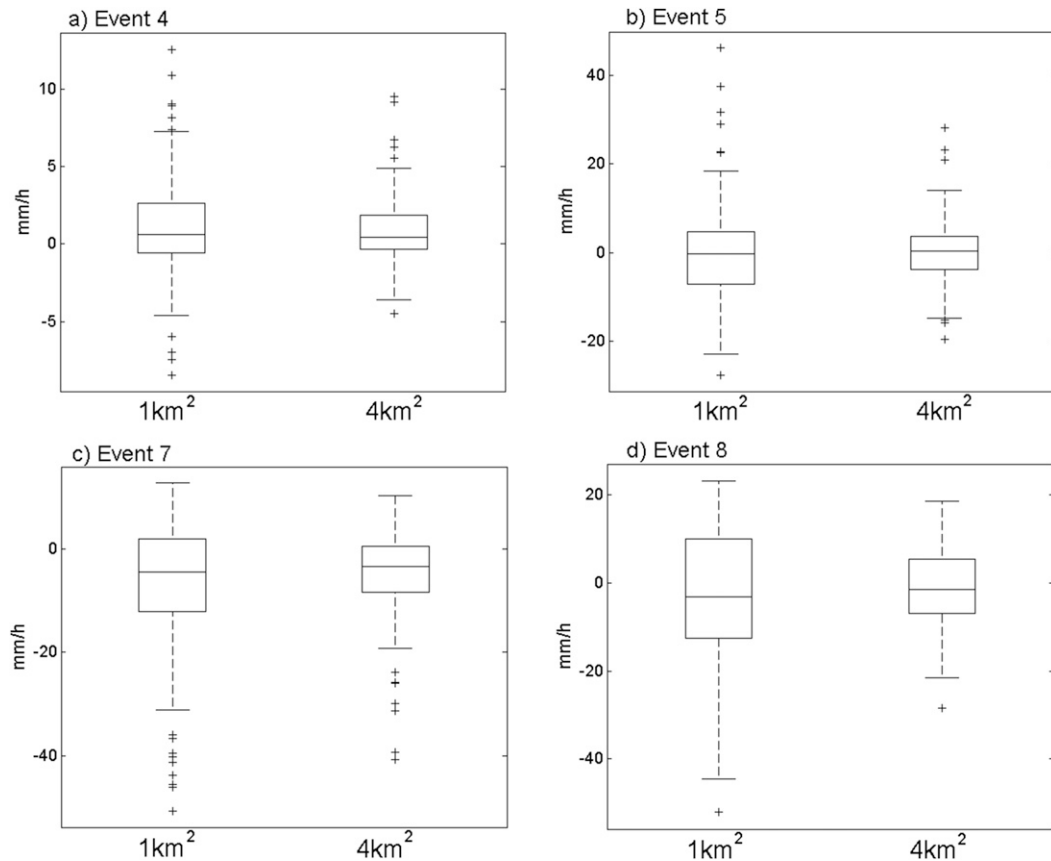 a) Event 4
mm/h
10
5
0
-5
1km²
4km²
b) Event 5
mm/h
40
20
0
-20
1km²
4km²
c) Event 7
mm/h
0
-20
-40
1km²
4km²
d) Event 8
mm/h
20
0
-20
-40
1km²
4km²